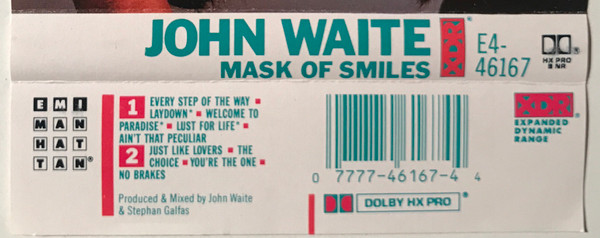 JOHN WAITE
MASK OF SMILES
E4-
46167
HX PRO
B NR
EMI
MAN
HAT
TAN®
1 EVERY STEP OF THE WAY ▪
LAYDOWN* ▪ WELCOME TO
PARADISE* ▪ LUST FOR LIFE* ▪
AIN'T THAT PECULIAR
2 JUST LIKE LOVERS ▪ THE
CHOICE ▪ YOU'RE THE ONE ▪
NO BRAKES
Produced & Mixed by John Waite
& Stephan Galfas
0 7777-46167-4 4
DOLBY HX PRO®
EXPANDED
DYNAMIC
RANGE